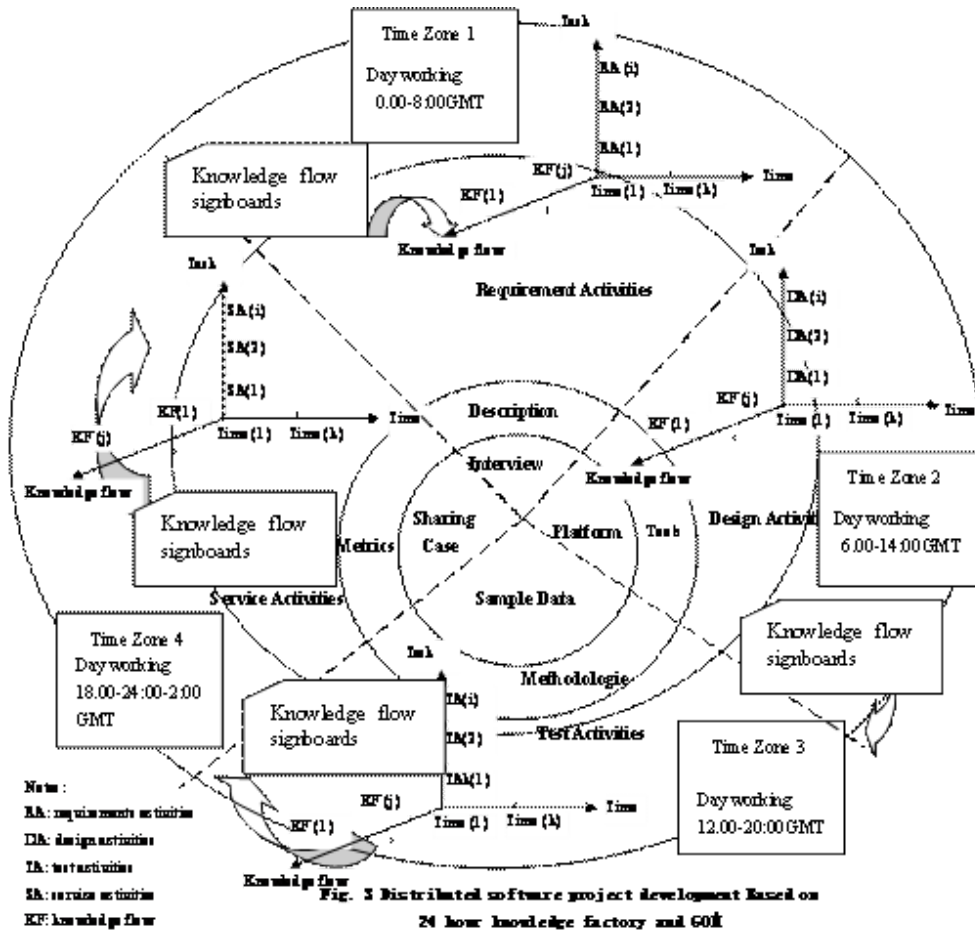 Task
Time Zone 1
Day working
0.00-8:00GMT
RA(i)
RA(2)
RA(1)
KF(j)
KF(1)
Time(1) Time(k)
Time
Knowledge flow
signboards
Knowledge flow
Requirement Activities
Task
SA(i)
SA(2)
SA(1)
KF(1)
KF(j)
Time(1) Time(k)
Time
Knowledge flow
Task
DA(i)
DA(2)
DA(1)
KF(j)
KF(1)
Time(1) Time(k)
Time
Knowledge flow
Description
Interview
Sharing
Case
Platform
Sample Data
Metrics
Tools
Methodologie
Design Activit
Time Zone 2
Day working
6.00-14:00GMT
Knowledge flow
signboards
Service Activities
Time Zone 4
Day working
18.00-24:00-2:00
GMT
Knowledge flow
signboards
Task
Knowledge flow
signboards
TA(i)
TA(2)
TAk(1)
Test Activities
KF(j)
KF(1)
Time(1) Time(k)
Time
Knowledge flow
Time Zone 3
Day working
12.00-20:00GMT
Note:
RA: requirements activities
DA: design activities
TA: test activities
SA: service activities
KF: knowledge flow
Fig. 3 Distributed software project development Based on
24 hour knowledge factory and